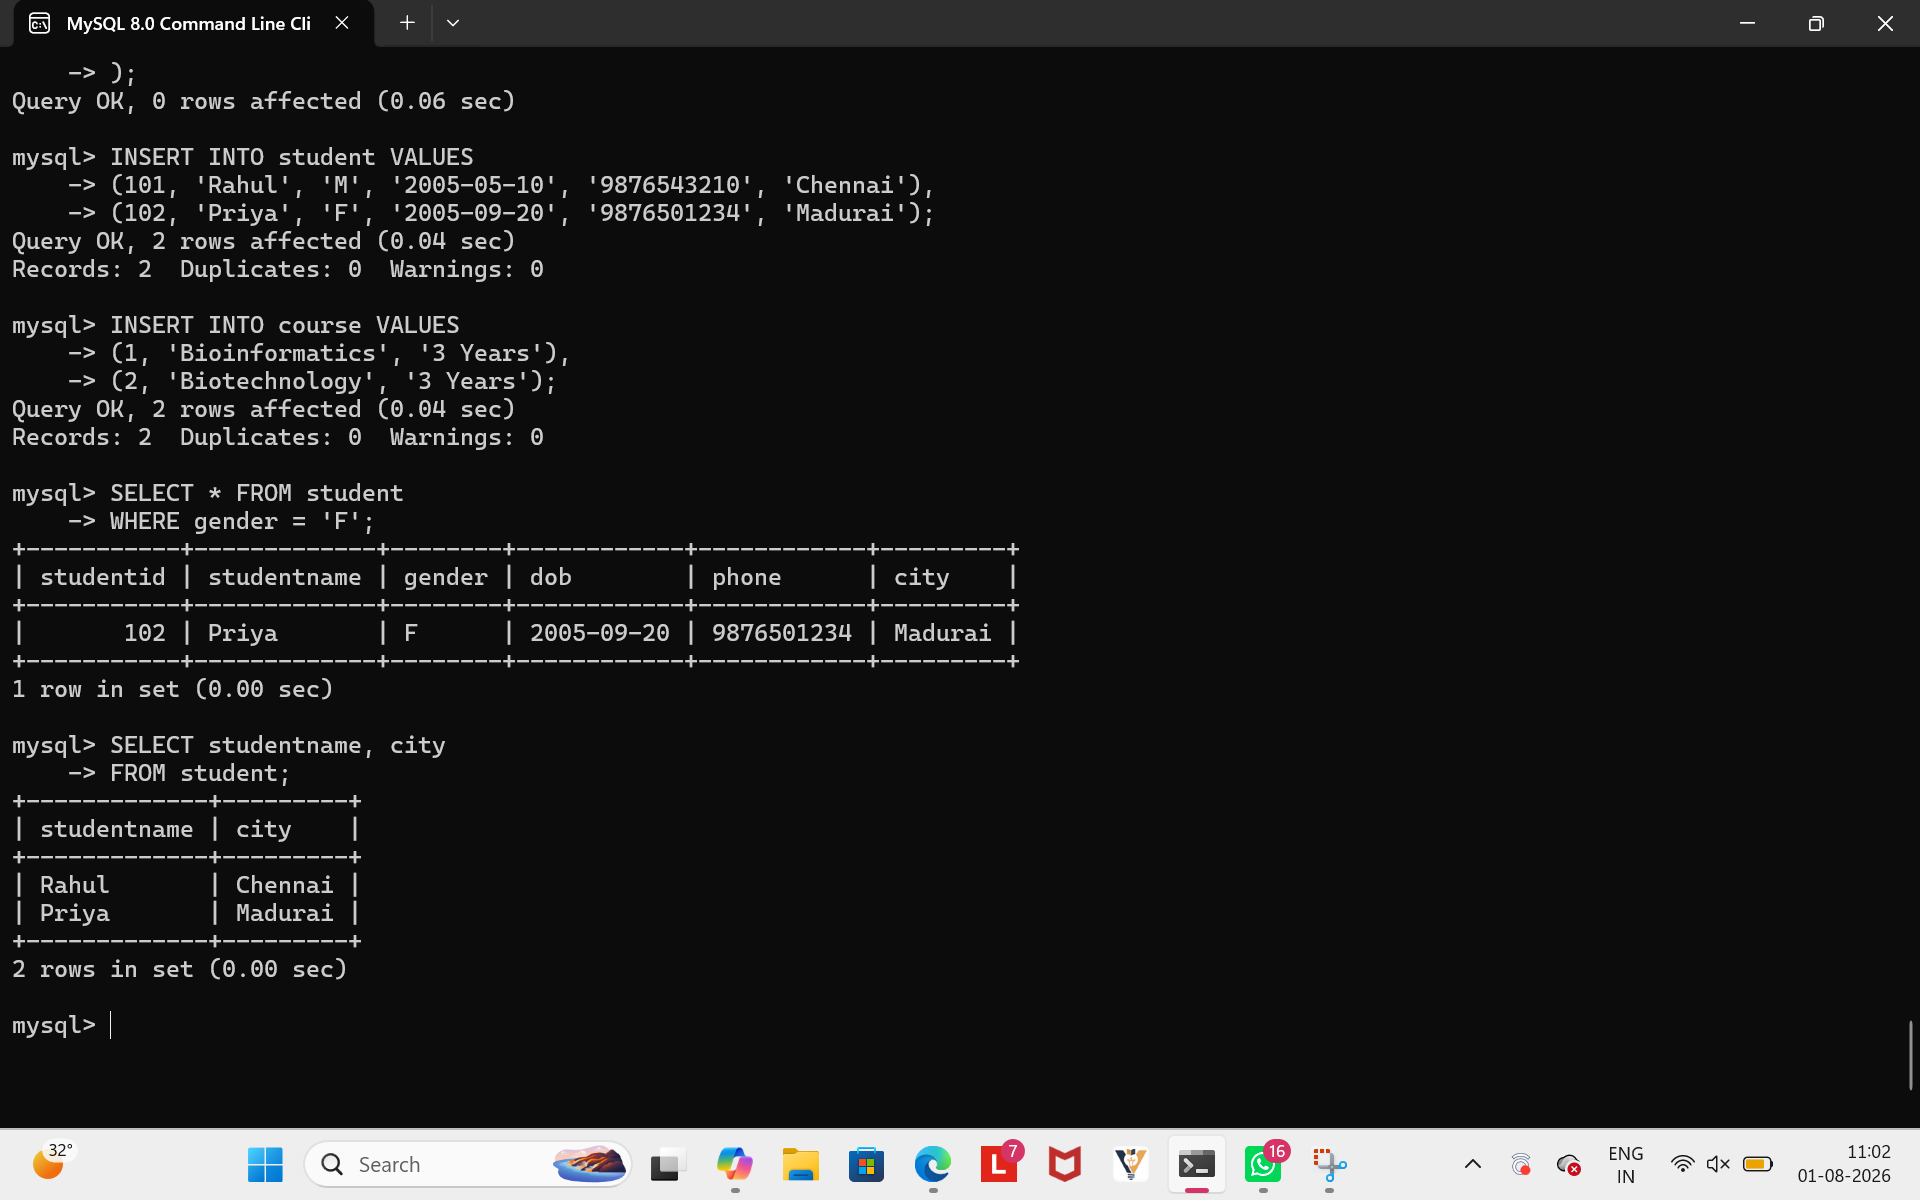 MySQL 8.0 Command Line Cli
    -> );
Query OK, 0 rows affected (0.06 sec)
mysql> INSERT INTO student VALUES
    -> (101, 'Rahul', 'M', '2005-05-10', '9876543210', 'Chennai'),
    -> (102, 'Priya', 'F', '2005-09-20', '9876501234', 'Madurai');
Query OK, 2 rows affected (0.04 sec)
Records: 2  Duplicates: 0  Warnings: 0
mysql> INSERT INTO course VALUES
    -> (1, 'Bioinformatics', '3 Years'),
    -> (2, 'Biotechnology', '3 Years');
Query OK, 2 rows affected (0.04 sec)
Records: 2  Duplicates: 0  Warnings: 0
mysql> SELECT * FROM student
    -> WHERE gender = 'F';
+-----------+-------------+--------+------------+------------+---------+
| studentid | studentname | gender | dob        | phone      | city    |
+-----------+-------------+--------+------------+------------+---------+
|       102 | Priya       | F      | 2005-09-20 | 9876501234 | Madurai |
+-----------+-------------+--------+------------+------------+---------+
1 row in set (0.00 sec)
mysql> SELECT studentname, city
    -> FROM student;
+-------------+---------+
| studentname | city    |
+-------------+---------+
| Rahul       | Chennai |
| Priya       | Madurai |
+-------------+---------+
2 rows in set (0.00 sec)
mysql>
32°
Search
L 7
16
ENG
IN
11:02
01-08-2026